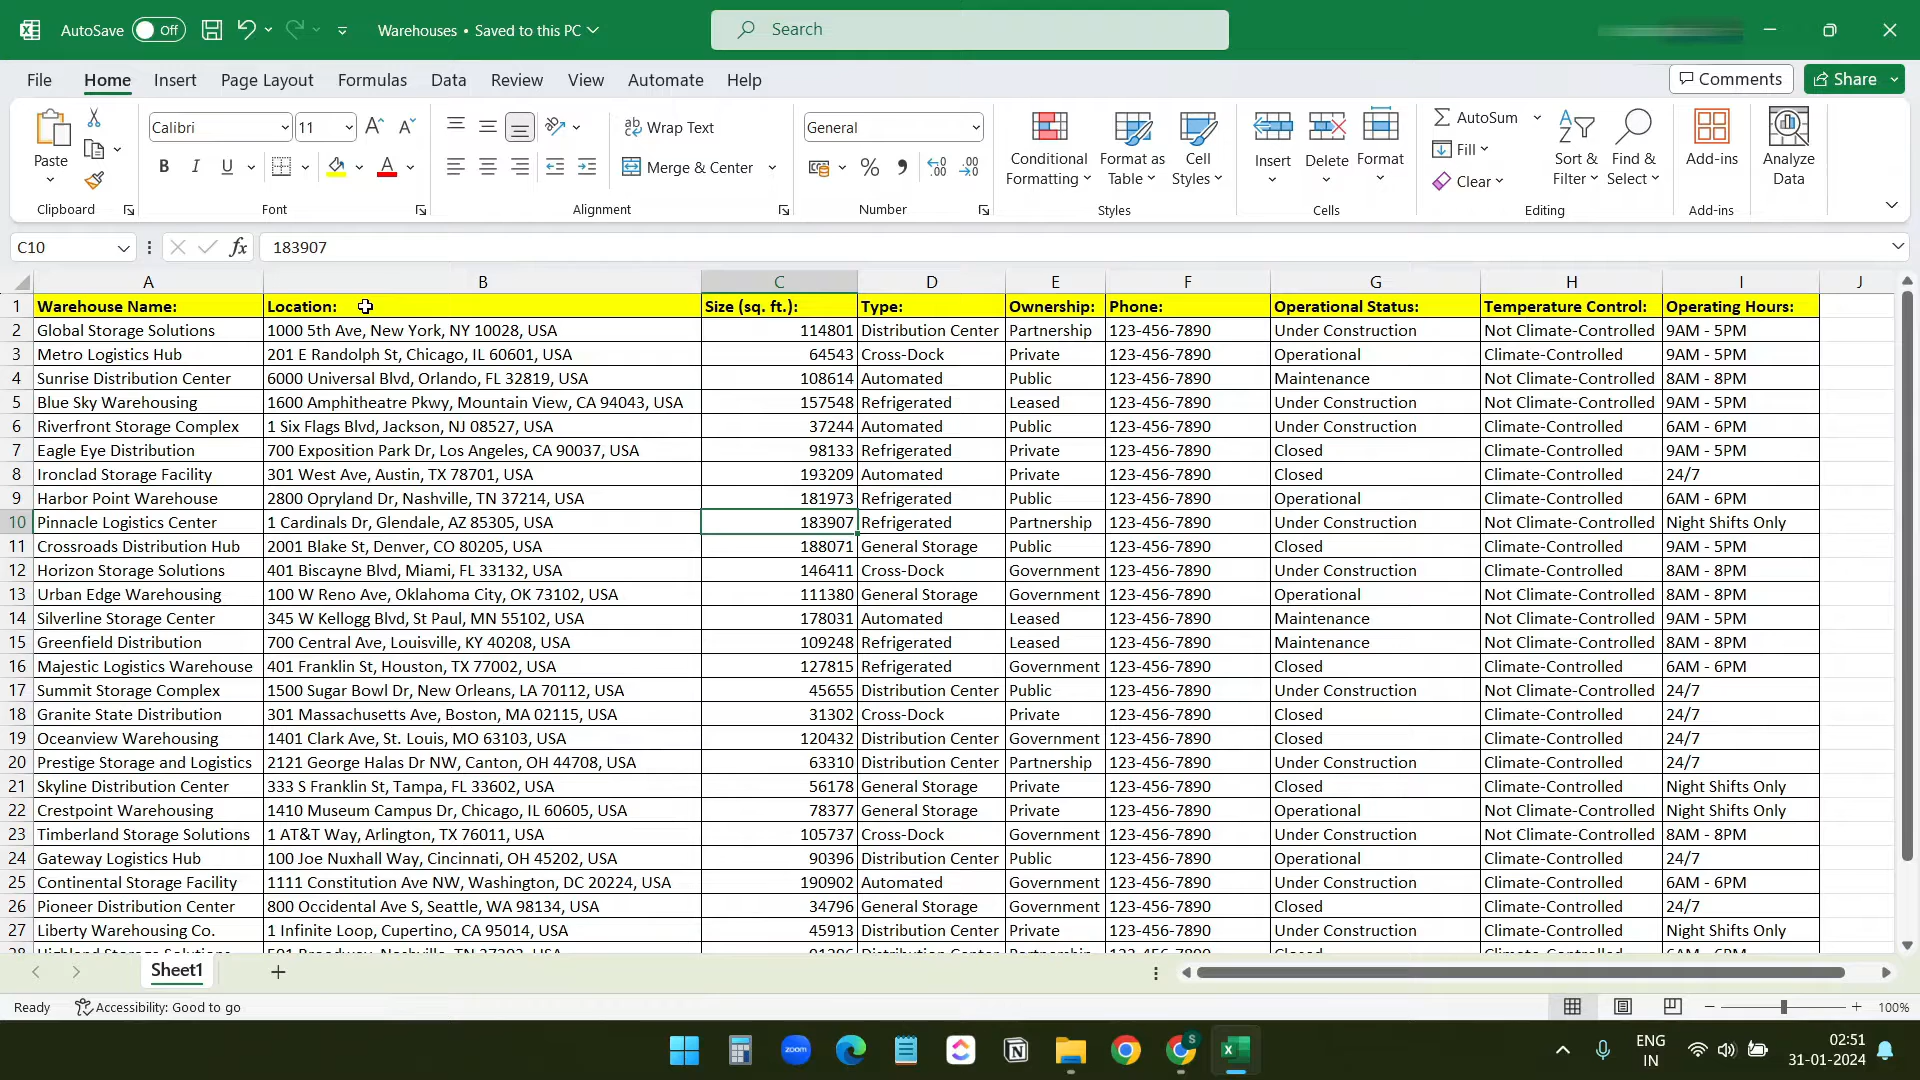 AutoSave Off Warehouses • Saved to this PC Search
File Home Insert Page Layout Formulas Data Review View Automate Help Comments Share
Paste Calibri 11 Wrap Text General Conditional Formatting Format as Table Cell Styles Insert Delete Format AutoSum Fill Clear Sort & Filter Find & Select Add-ins Analyze Data
B I U Merge & Center
Clipboard Font Alignment Number Styles Cells Editing Add-ins
C10 fx 183907
A B C D E F G H I J
1 Warehouse Name: Location: Size (sq. ft.): Type: Ownership: Phone: Operational Status: Temperature Control: Operating Hours:
2 Global Storage Solutions 1000 5th Ave, New York, NY 10028, USA 114801 Distribution Center Partnership 123-456-7890 Under Construction Not Climate-Controlled 9AM - 5PM
3 Metro Logistics Hub 201 E Randolph St, Chicago, IL 60601, USA 64543 Cross-Dock Private 123-456-7890 Operational Climate-Controlled 9AM - 5PM
4 Sunrise Distribution Center 6000 Universal Blvd, Orlando, FL 32819, USA 108614 Automated Public 123-456-7890 Maintenance Not Climate-Controlled 8AM - 8PM
5 Blue Sky Warehousing 1600 Amphitheatre Pkwy, Mountain View, CA 94043, USA 157548 Refrigerated Leased 123-456-7890 Under Construction Not Climate-Controlled 9AM - 5PM
6 Riverfront Storage Complex 1 Six Flags Blvd, Jackson, NJ 08527, USA 37244 Automated Public 123-456-7890 Under Construction Climate-Controlled 6AM - 6PM
7 Eagle Eye Distribution 700 Exposition Park Dr, Los Angeles, CA 90037, USA 98133 Refrigerated Private 123-456-7890 Closed Climate-Controlled 9AM - 5PM
8 Ironclad Storage Facility 301 West Ave, Austin, TX 78701, USA 193209 Automated Private 123-456-7890 Closed Climate-Controlled 24/7
9 Harbor Point Warehouse 2800 Opryland Dr, Nashville, TN 37214, USA 181973 Refrigerated Public 123-456-7890 Operational Climate-Controlled 6AM - 6PM
10 Pinnacle Logistics Center 1 Cardinals Dr, Glendale, AZ 85305, USA 183907 Refrigerated Partnership 123-456-7890 Under Construction Not Climate-Controlled Night Shifts Only
11 Crossroads Distribution Hub 2001 Blake St, Denver, CO 80205, USA 188071 General Storage Public 123-456-7890 Closed Climate-Controlled 9AM - 5PM
12 Horizon Storage Solutions 401 Biscayne Blvd, Miami, FL 33132, USA 146411 Cross-Dock Government 123-456-7890 Under Construction Climate-Controlled 8AM - 8PM
13 Urban Edge Warehousing 100 W Reno Ave, Oklahoma City, OK 73102, USA 111380 General Storage Government 123-456-7890 Operational Climate-Controlled 8AM - 8PM
14 Silverline Storage Center 345 W Kellogg Blvd, St Paul, MN 55102, USA 178031 Automated Leased 123-456-7890 Maintenance Not Climate-Controlled 9AM - 5PM
15 Greenfield Distribution 700 Central Ave, Louisville, KY 40208, USA 109248 Refrigerated Leased 123-456-7890 Maintenance Not Climate-Controlled 8AM - 8PM
16 Majestic Logistics Warehouse 401 Franklin St, Houston, TX 77002, USA 127815 Refrigerated Government 123-456-7890 Closed Climate-Controlled 6AM - 6PM
17 Summit Storage Complex 1500 Sugar Bowl Dr, New Orleans, LA 70112, USA 45655 Distribution Center Public 123-456-7890 Under Construction Not Climate-Controlled 24/7
18 Granite State Distribution 301 Massachusetts Ave, Boston, MA 02115, USA 31302 Cross-Dock Private 123-456-7890 Closed Climate-Controlled 24/7
19 Oceanview Warehousing 1401 Clark Ave, St. Louis, MO 63103, USA 120432 Distribution Center Government 123-456-7890 Closed Climate-Controlled 24/7
20 Prestige Storage and Logistics 2121 George Halas Dr NW, Canton, OH 44708, USA 63310 Distribution Center Partnership 123-456-7890 Under Construction Climate-Controlled 24/7
21 Skyline Distribution Center 333 S Franklin St, Tampa, FL 33602, USA 56178 General Storage Private 123-456-7890 Closed Climate-Controlled Night Shifts Only
22 Crestpoint Warehousing 1410 Museum Campus Dr, Chicago, IL 60605, USA 78377 General Storage Private 123-456-7890 Operational Not Climate-Controlled Night Shifts Only
23 Timberland Storage Solutions 1 AT&T Way, Arlington, TX 76011, USA 105737 Cross-Dock Government 123-456-7890 Under Construction Not Climate-Controlled 8AM - 8PM
24 Gateway Logistics Hub 100 Joe Nuxhall Way, Cincinnati, OH 45202, USA 90396 Distribution Center Public 123-456-7890 Operational Climate-Controlled 24/7
25 Continental Storage Facility 1111 Constitution Ave NW, Washington, DC 20224, USA 190902 Automated Government 123-456-7890 Under Construction Climate-Controlled 6AM - 6PM
26 Pioneer Distribution Center 800 Occidental Ave S, Seattle, WA 98134, USA 34796 General Storage Government 123-456-7890 Closed Climate-Controlled 24/7
27 Liberty Warehousing Co. 1 Infinite Loop, Cupertino, CA 95014, USA 45913 Distribution Center Private 123-456-7890 Under Construction Climate-Controlled Night Shifts Only
Sheet1
Ready Accessibility: Good to go 100%
zoom ENG IN 02:51 31-01-2024